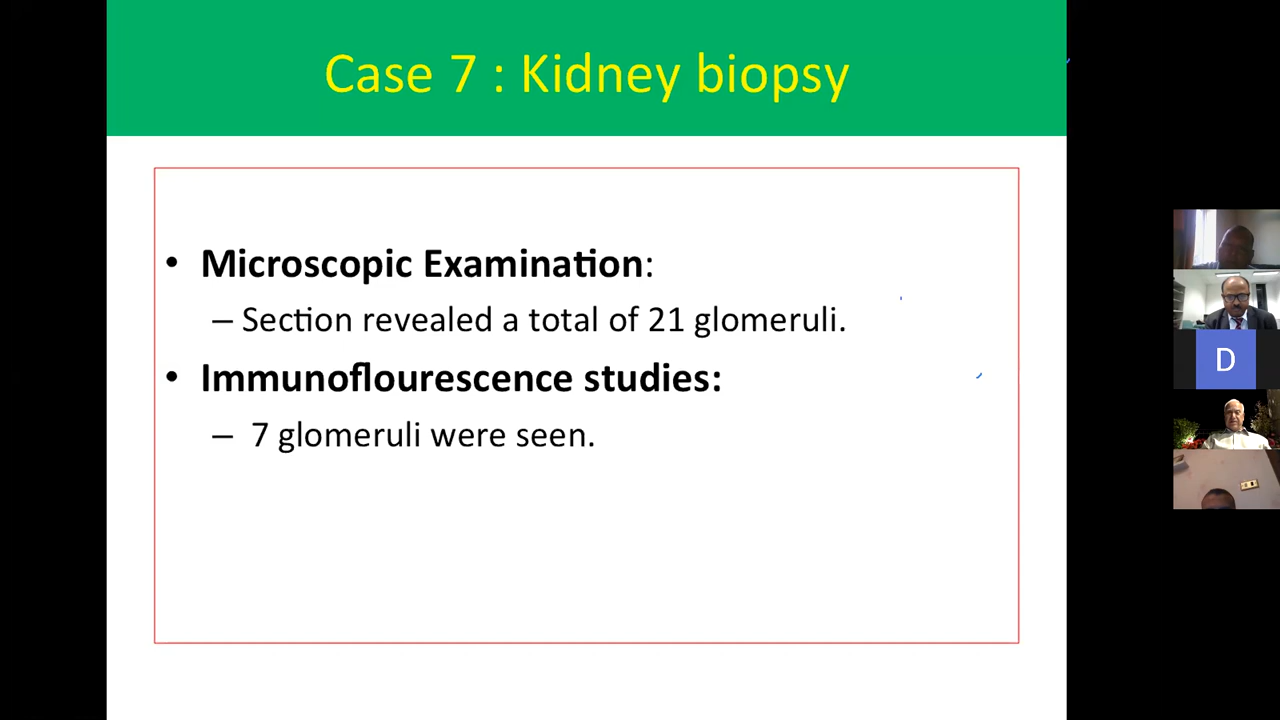 Case 7 : Kidney biopsy
• Microscopic Examination:
– Section revealed a total of 21 glomeruli.
• Immunoflourescence studies:
– 7 glomeruli were seen.
D